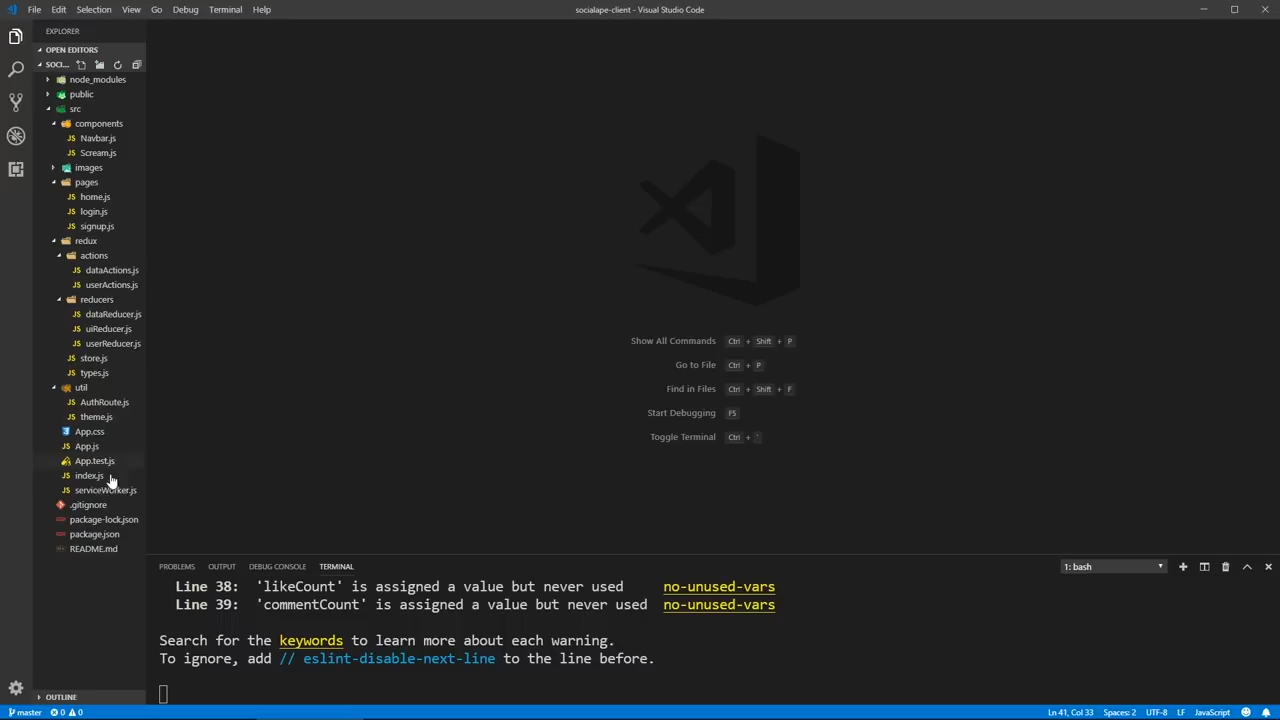 File Edit Selection View Go Debug Terminal Help
socialape-client - Visual Studio Code
EXPLORER
OPEN EDITORS
SOCI...
node_modules
public
src
components
JS Navbar.js
JS Scream.js
images
pages
JS home.js
JS login.js
JS signup.js
redux
actions
JS dataActions.js
JS userActions.js
reducers
JS dataReducer.js
JS uiReducer.js
JS userReducer.js
JS store.js
JS types.js
util
JS AuthRoute.js
JS theme.js
App.css
JS App.js
App.test.js
JS index.js
JS serviceWorker.js
.gitignore
package-lock.json
package.json
README.md
OUTLINE
Show All Commands Ctrl + Shift + P
Go to File Ctrl + P
Find in Files Ctrl + Shift + F
Start Debugging F5
Toggle Terminal Ctrl + `
PROBLEMS OUTPUT DEBUG CONSOLE TERMINAL
1: bash
Line 38: 'likeCount' is assigned a value but never used no-unused-vars
Line 39: 'commentCount' is assigned a value but never used no-unused-vars
Search for the keywords to learn more about each warning.
To ignore, add // eslint-disable-next-line to the line before.
master 0 0
Ln 41, Col 33 Spaces: 2 UTF-8 LF JavaScript